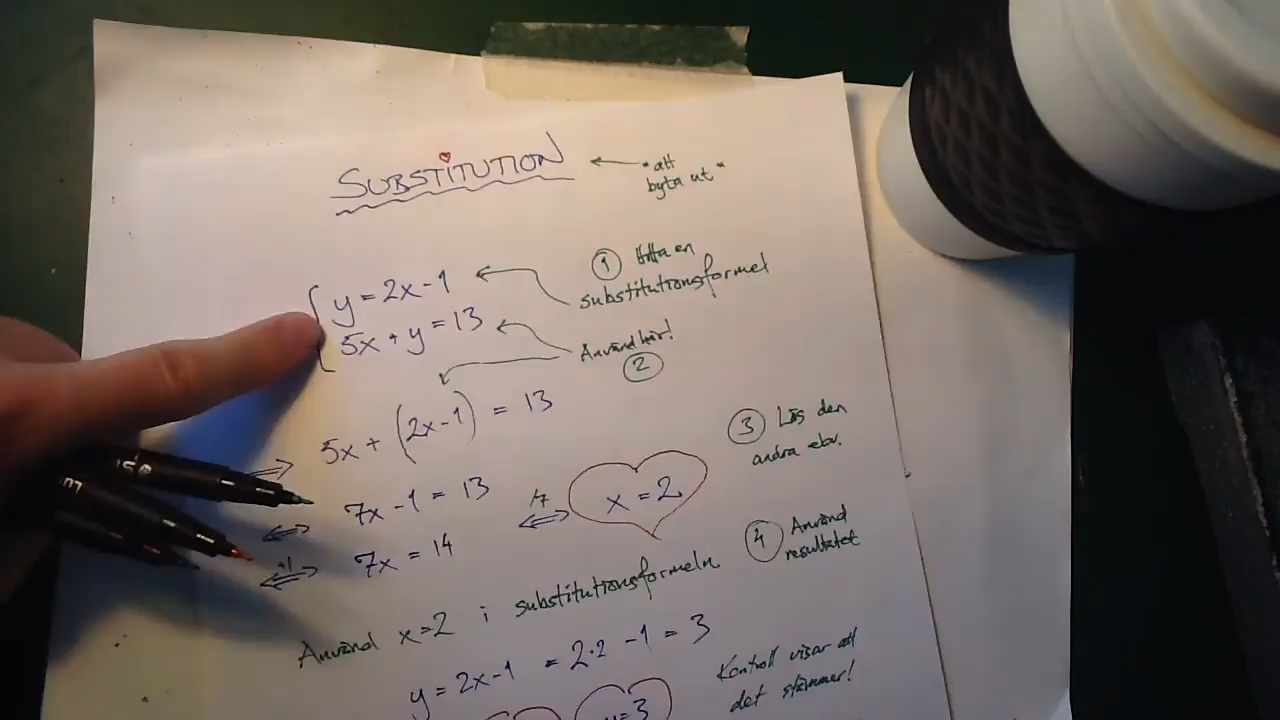 SUBSTITUTION
"att
byta ut"
① Hitta en
substitutionsformel
y = 2x - 1
5x + y = 13
Använd här!
②
5x + (2x - 1) = 13
③ Lös den
andra ekv.
7x - 1 = 13
x = 2
+1
7x = 14
④ Använd
resultatet
Använd x = 2 i substitutionsformeln
y = 2x - 1 = 2·2 - 1 = 3
Kontroll visar att
det stämmer!
y = 3